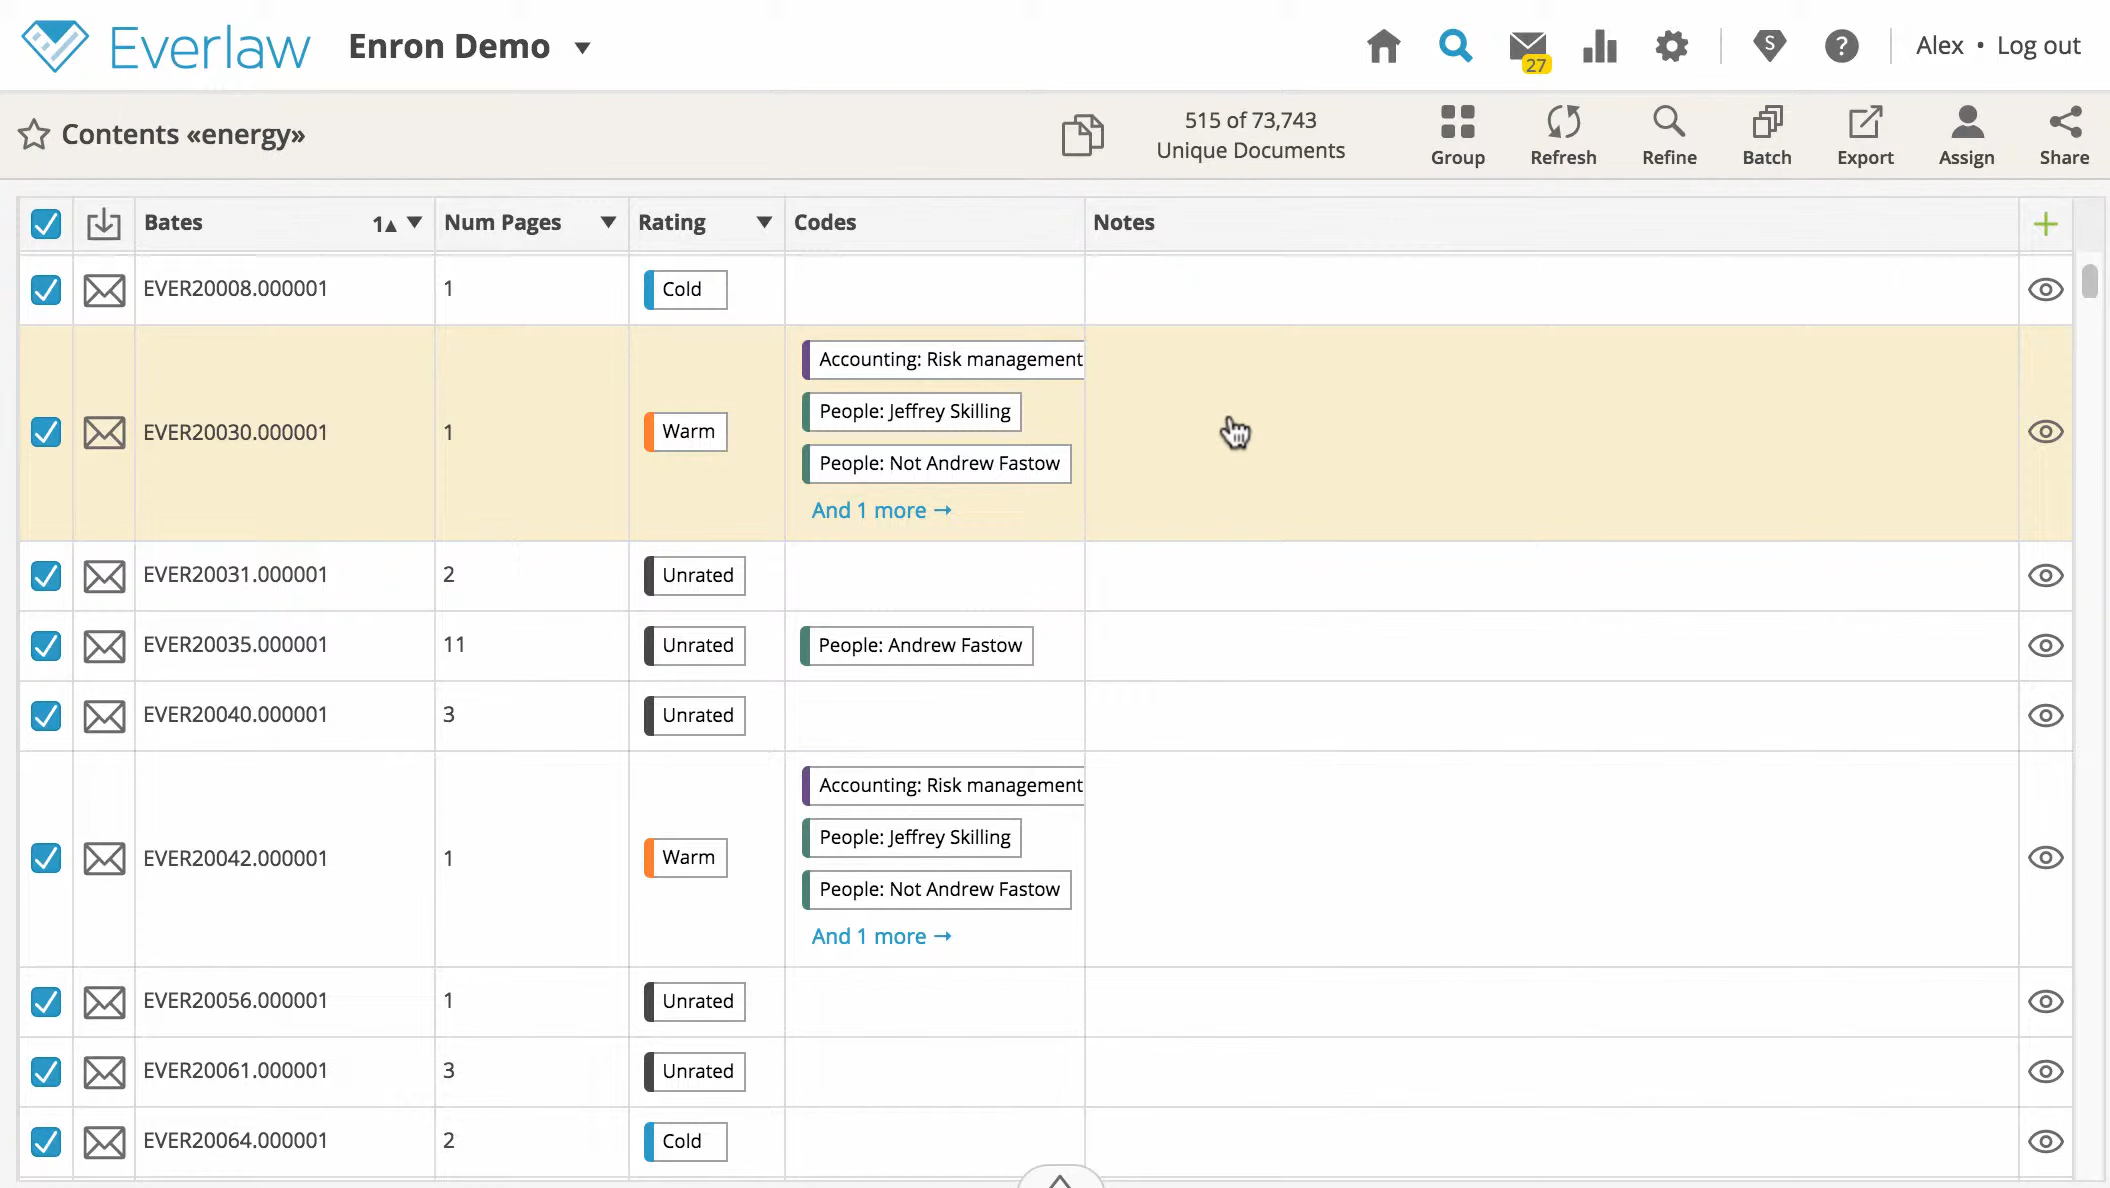 Everlaw Enron Demo
27
S
?
Alex • Log out
Contents «energy»
515 of 73,743
Unique Documents
Group Refresh Refine Batch Export Assign Share
Bates 1 Num Pages Rating Codes Notes
EVER20008.000001 1 Cold
EVER20030.000001 1 Warm
Accounting: Risk management
People: Jeffrey Skilling
People: Not Andrew Fastow
And 1 more →
EVER20031.000001 2 Unrated
EVER20035.000001 11 Unrated People: Andrew Fastow
EVER20040.000001 3 Unrated
EVER20042.000001 1 Warm
Accounting: Risk management
People: Jeffrey Skilling
People: Not Andrew Fastow
And 1 more →
EVER20056.000001 1 Unrated
EVER20061.000001 3 Unrated
EVER20064.000001 2 Cold